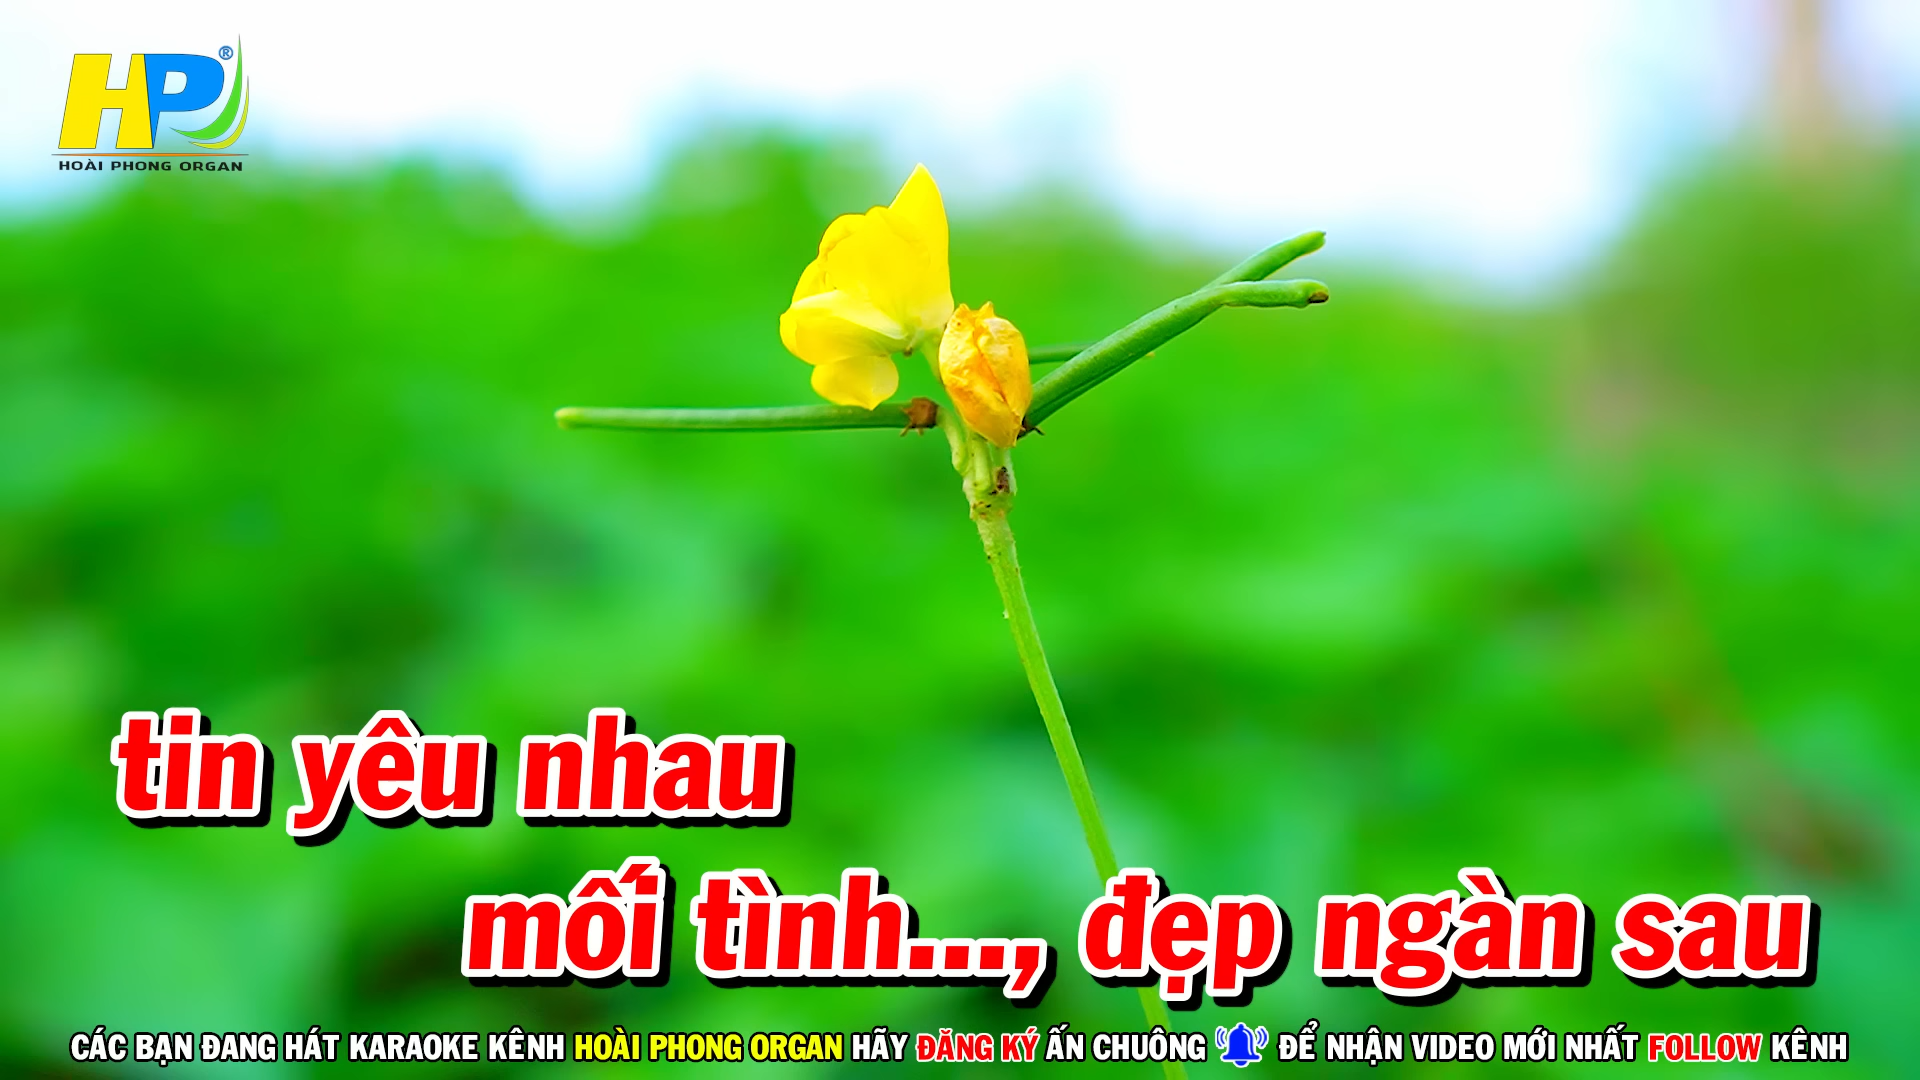 HP®
HOÀI PHONG ORGAN
tin yêu nhau
mối tình..., đẹp ngàn sau
CÁC BẠN ĐANG HÁT KARAOKE KÊNH HOÀI PHONG ORGAN HÃY ĐĂNG KÝ ẤN CHUÔNG ĐỂ NHẬN VIDEO MỚI NHẤT FOLLOW KÊNH